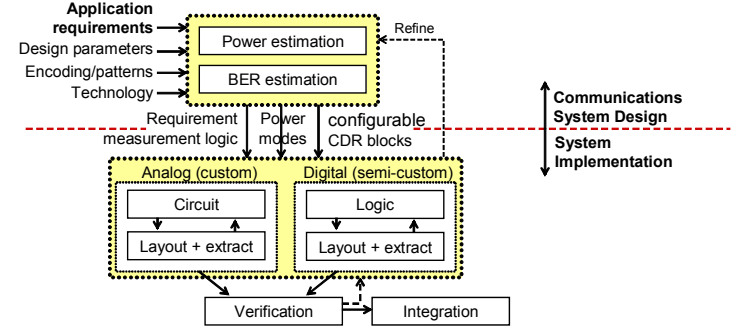 Application
requirements
Design parameters
Encoding/patterns
Technology
Power estimation
BER estimation
Refine
Communications
System Design
System
Implementation
Requirement
measurement logic
Power
modes
configurable
CDR blocks
Analog (custom)
Circuit
Layout + extract
Digital (semi-custom)
Logic
Layout + extract
Verification
Integration